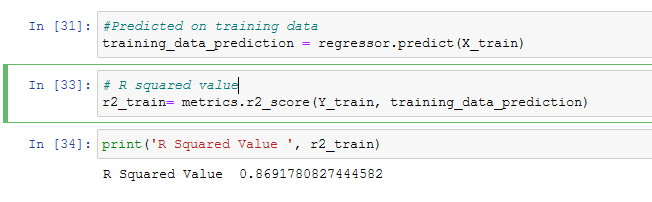 In [31]: #Predicted on training data
training_data_prediction = regressor.predict(X_train)
In [33]: # R squared value
r2_train= metrics.r2_score(Y_train, training_data_prediction)
In [34]: print('R Squared Value ', r2_train)
R Squared Value  0.8691780827444582